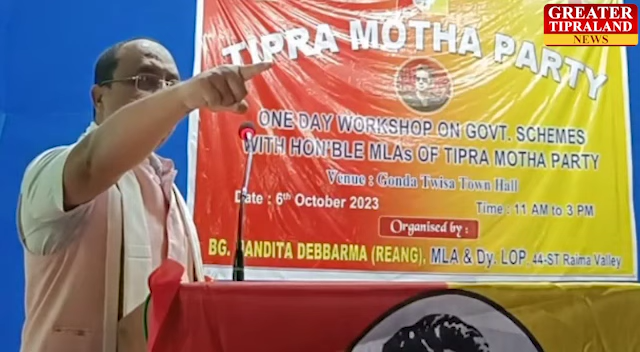 GREATER
TIPRALAND
NEWS
TIPRA MOTHA PARTY
ONE DAY WORKSHOP ON GOVT. SCHEMES
WITH HON'BLE MLAs OF TIPRA MOTHA PARTY
Venue : Gonda Twisa Town Hall
Date : 6th October 2023
Time : 11 AM to 3 PM
Organised by :
BG. NANDITA DEBBARMA (REANG), MLA & Dy. LOP. 44-ST Raima Valley